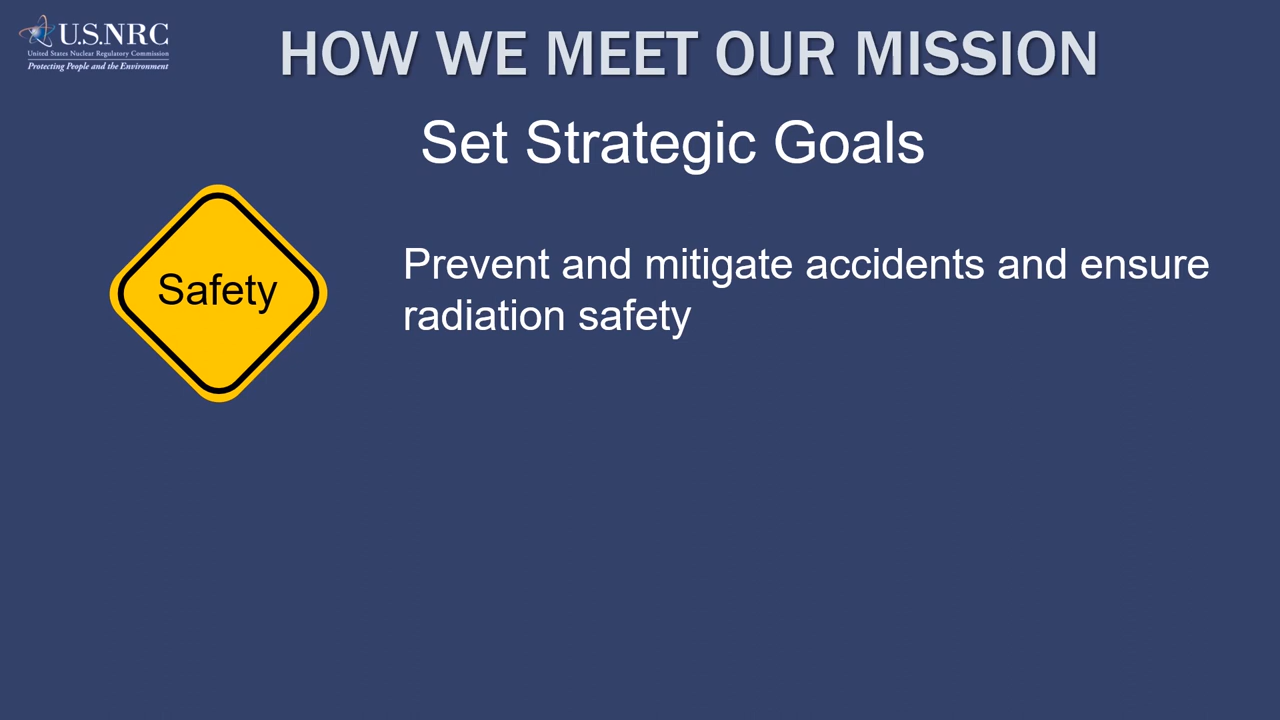 U.S.NRC
United States Nuclear Regulatory Commission
Protecting People and the Environment
HOW WE MEET OUR MISSION
Set Strategic Goals
Safety
Prevent and mitigate accidents and ensure
radiation safety